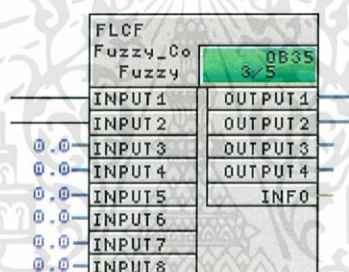 FLCF
Fuzzy_Co
Fuzzy
OB35
3/5
INPUT1 OUTPUT1
INPUT2 OUTPUT2
0.0 INPUT3 OUTPUT3
0.0 INPUT4 OUTPUT4
0.0 INPUT5 INFO
0.0 INPUT6
0.0 INPUT7
0.0 INPUT8